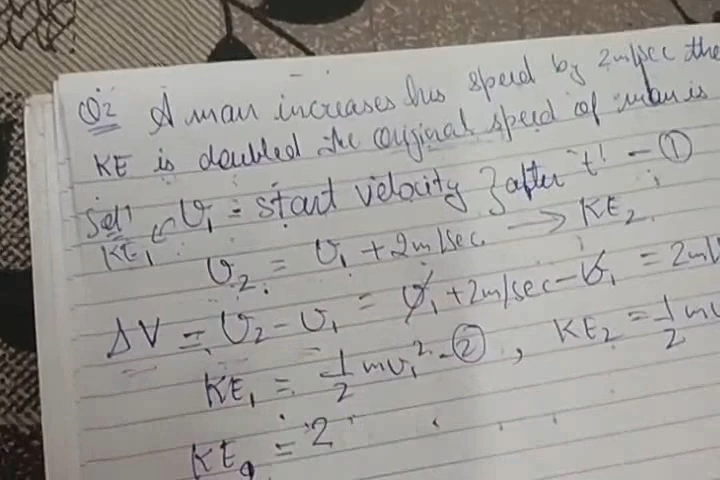 Q2 A man increases his speed by 2m/sec the
KE is doubled the original speed of man is
Soln v₁ = start velocity } after 't' - ①
KE₁
v₂ = v₁ + 2m/sec. → KE₂
ΔV = v₂ - v₁ = v₁ + 2m/sec - v₁ = 2m/
KE₁ = 1/2 mv₁² - ②, KE₂ = 1/2 m
KE = 2